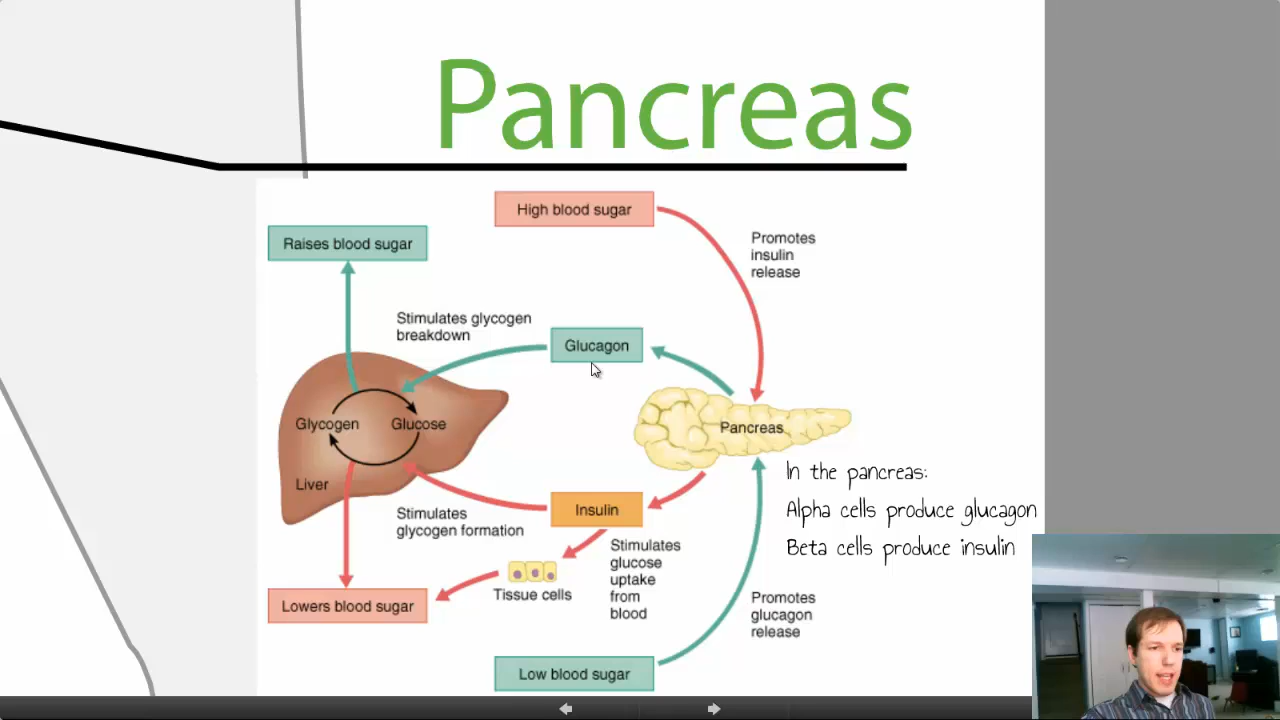 Pancreas
High blood sugar
Raises blood sugar
Promotes
insulin
release
Stimulates glycogen
breakdown
Glucagon
Glycogen
Glucose
Pancreas
Liver
In the pancreas:
Alpha cells produce glucagon
Beta cells produce insulin
Insulin
Stimulates
glycogen formation
Stimulates
glucose
uptake
from
blood
Tissue cells
Lowers blood sugar
Promotes
glucagon
release
Low blood sugar